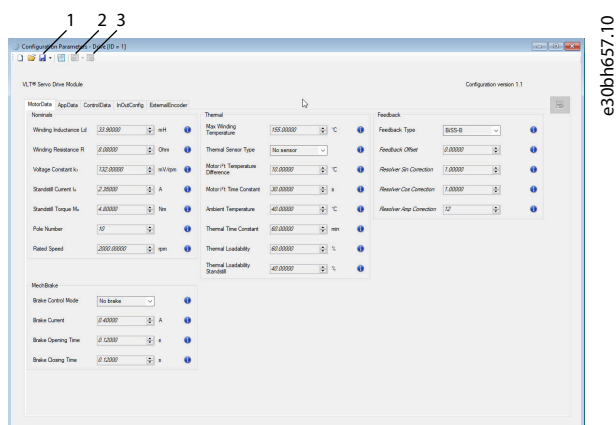 1 2 3
e30bh657.10
Configuration Parameters - Drive [ID = 1]
VLT® Servo Drive Module
Configuration version 1.1
MotorData AppData ControlData InOutConfig ExternalEncoder
Nominals
Winding Inductance Ld 33.90000 mH
Winding Resistance R 8.00000 Ohm
Voltage Constant 132.00000 mV/rpm
Standstill Current 2.35000 A
Standstill Torque 4.80000 Nm
Pole Number 10
Rated Speed 2000.00000 rpm
MechBrake
Brake Control Mode No brake
Brake Current 0.40000 A
Brake Opening Time 0.12000 s
Brake Closing Time 0.12000 s
Thermal
Max Winding
Temperature 155.00000 °C
Thermal Sensor Type No sensor
Motor i²t Temperature
Difference 10.00000 °C
Motor i²t Time Constant 30.00000 s
Ambient Temperature 40.00000 °C
Thermal Time Constant 60.00000 min
Thermal Loadability 60.00000 %
Thermal Loadability
Standstill 40.00000 %
Feedback
Feedback Type BiSS-B
Feedback Offset 0.00000
Resolver Sin Correction 1.00000
Resolver Cos Correction 1.00000
Resolver Amp Correction 12